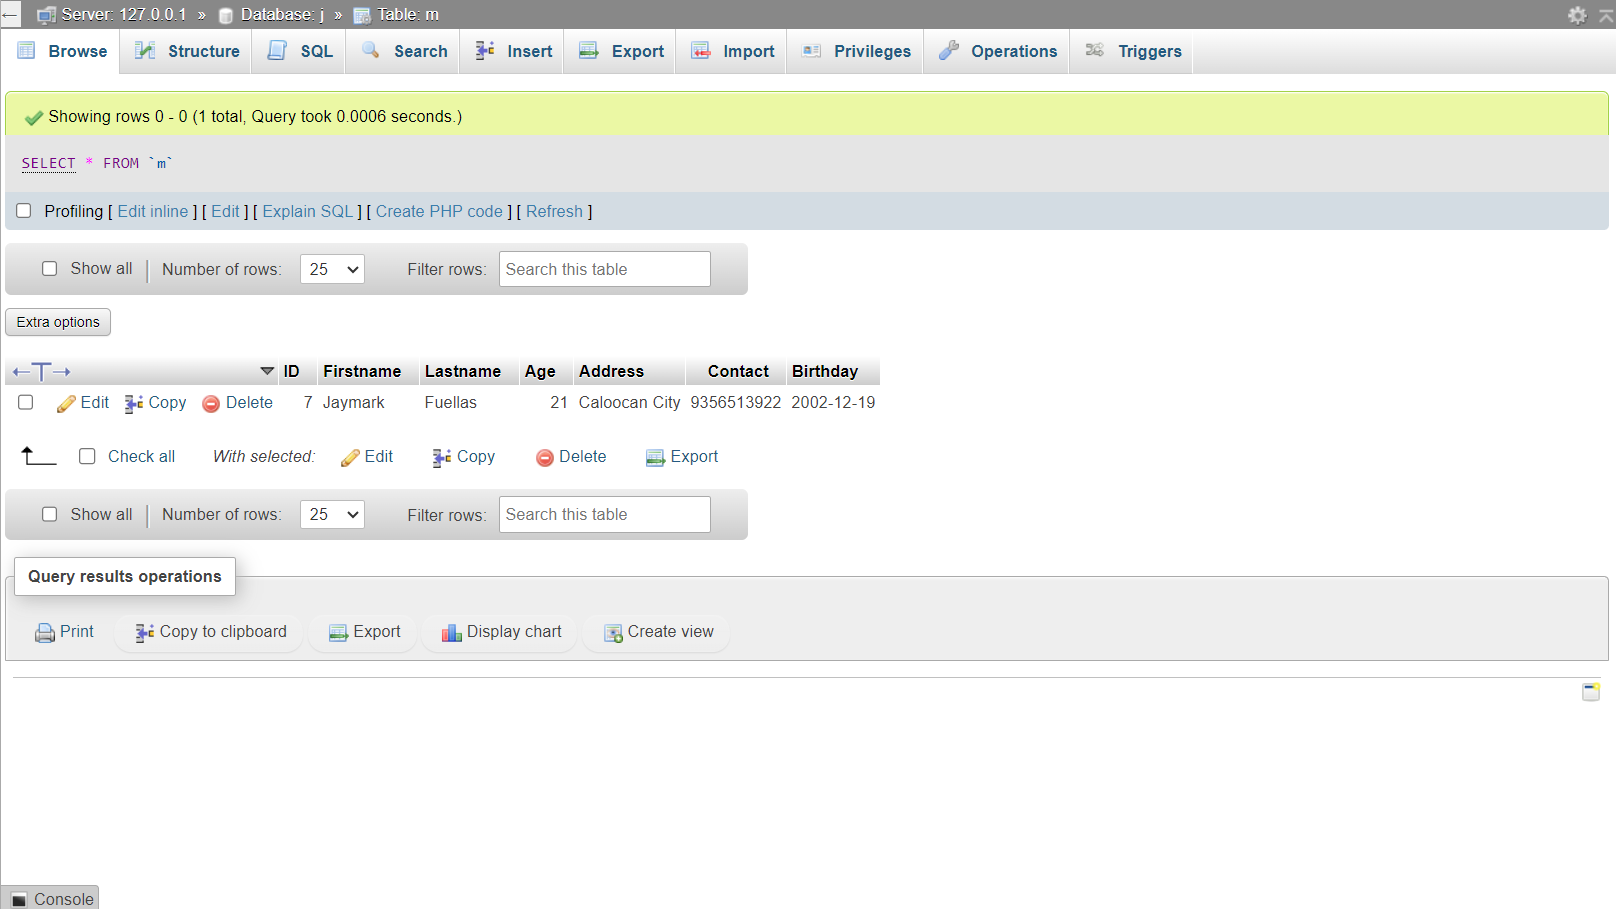 Server: 127.0.0.1 » Database: j » Table: m
Browse Structure SQL Search Insert Export Import Privileges Operations Triggers
Showing rows 0 - 0 (1 total, Query took 0.0006 seconds.)
SELECT * FROM `m`
Profiling [ Edit inline ] [ Edit ] [ Explain SQL ] [ Create PHP code ] [ Refresh ]
Show all | Number of rows: 25 Filter rows: Search this table
Extra options
ID Firstname Lastname Age Address Contact Birthday
Edit Copy Delete 7 Jaymark Fuellas 21 Caloocan City 9356513922 2002-12-19
Check all With selected: Edit Copy Delete Export
Show all | Number of rows: 25 Filter rows: Search this table
Query results operations
Print Copy to clipboard Export Display chart Create view
Console